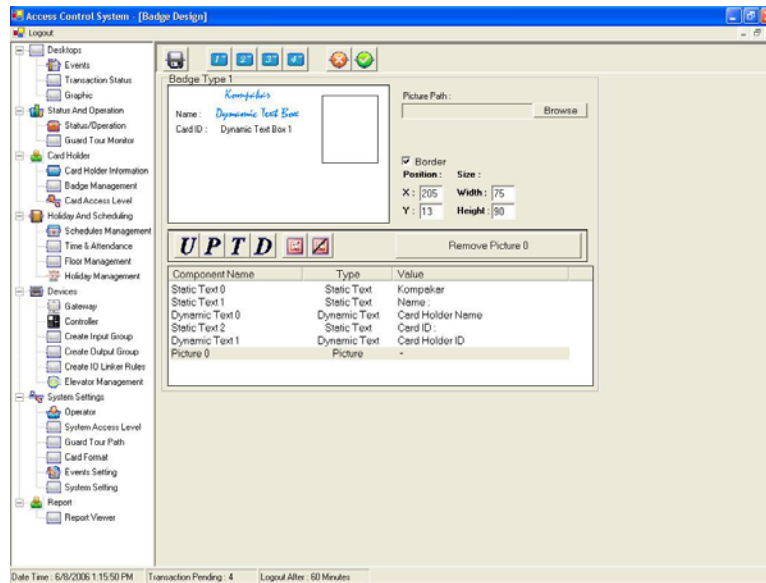 Access Control System - [Badge Design]
Logout
Desktops
Events
Transaction Status
Graphic
Status And Operation
Status/Operation
Guard Tour Monitor
Card Holder
Card Holder Information
Badge Management
Card Access Level
Holiday And Scheduling
Schedules Management
Time & Attendance
Floor Management
Holiday Management
Devices
Gateway
Controller
Create Input Group
Create Output Group
Create IO Linker Rules
Elevator Management
System Settings
Operator
System Access Level
Guard Tour Path
Card Format
Events Setting
System Setting
Report
Report Viewer
Badge Type 1
Kompakar
Name : Dynamic Text Box
Card ID : Dynamic Text Box 1
Picture Path :
Browse
Border
Position : Size :
X : 205 Width : 75
Y : 13 Height : 90
U P T D
Remove Picture 0
Component Name Type Value
Static Text 0 Static Text Kompakar
Static Text 1 Static Text Name :
Dynamic Text 0 Dynamic Text Card Holder Name
Static Text 2 Static Text Card ID :
Dynamic Text 1 Dynamic Text Card Holder ID
Picture 0 Picture -
Date Time : 6/8/2006 1:15:50 PM Transaction Pending : 4 Logout After : 60 Minutes